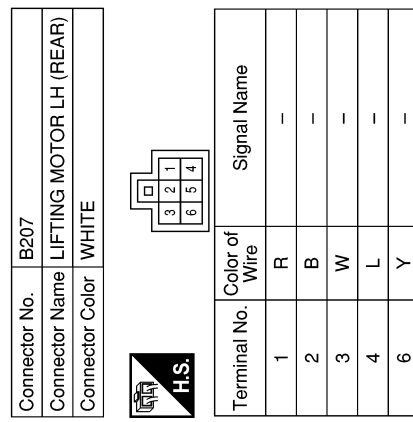 Connector No. B207
Connector Name LIFTING MOTOR LH (REAR)
Connector Color WHITE
H.S.
3 2 1
6 5 4
Terminal No. Color of Wire Signal Name
1 R –
2 B –
3 W –
4 L –
6 Y –